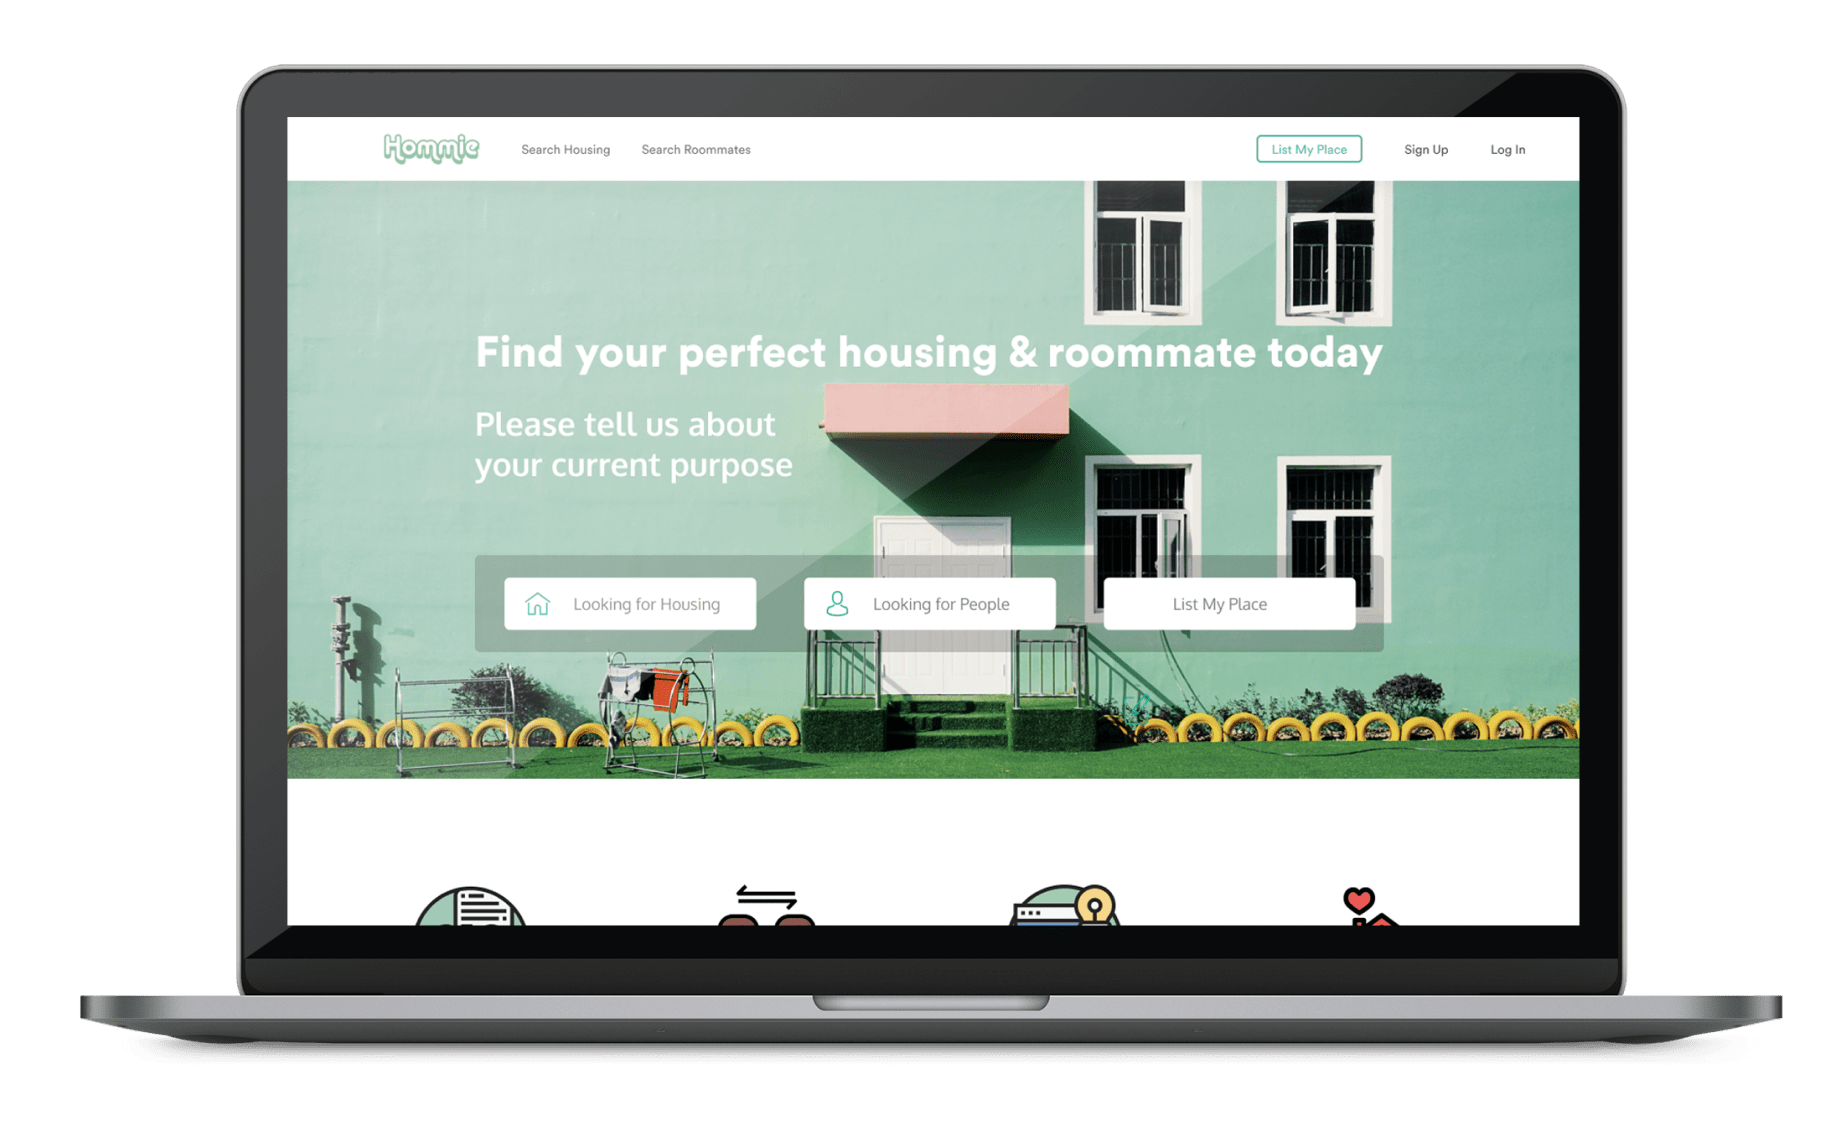 Hommie
Search Housing
Search Roommates
List My Place
Sign Up
Log In
Find your perfect housing & roommate today
Please tell us about
your current purpose
Looking for Housing
Looking for People
List My Place